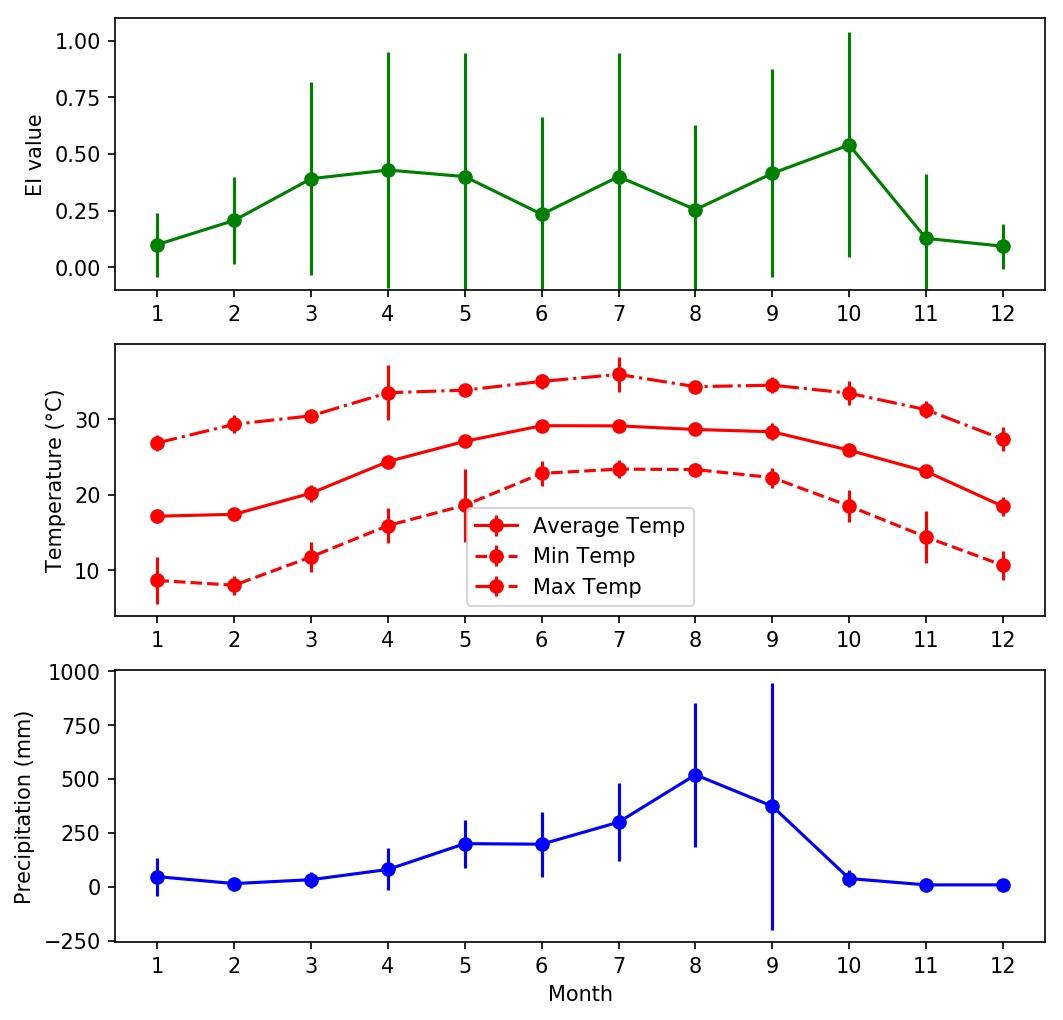 1.00
0.75
0.50
0.25
0.00
EI value
1 2 3 4 5 6 7 8 9 10 11 12
30
20
10
Temperature (°C)
Average Temp
Min Temp
Max Temp
1 2 3 4 5 6 7 8 9 10 11 12
1000
750
500
250
0
−250
Precipitation (mm)
1 2 3 4 5 6 7 8 9 10 11 12
Month